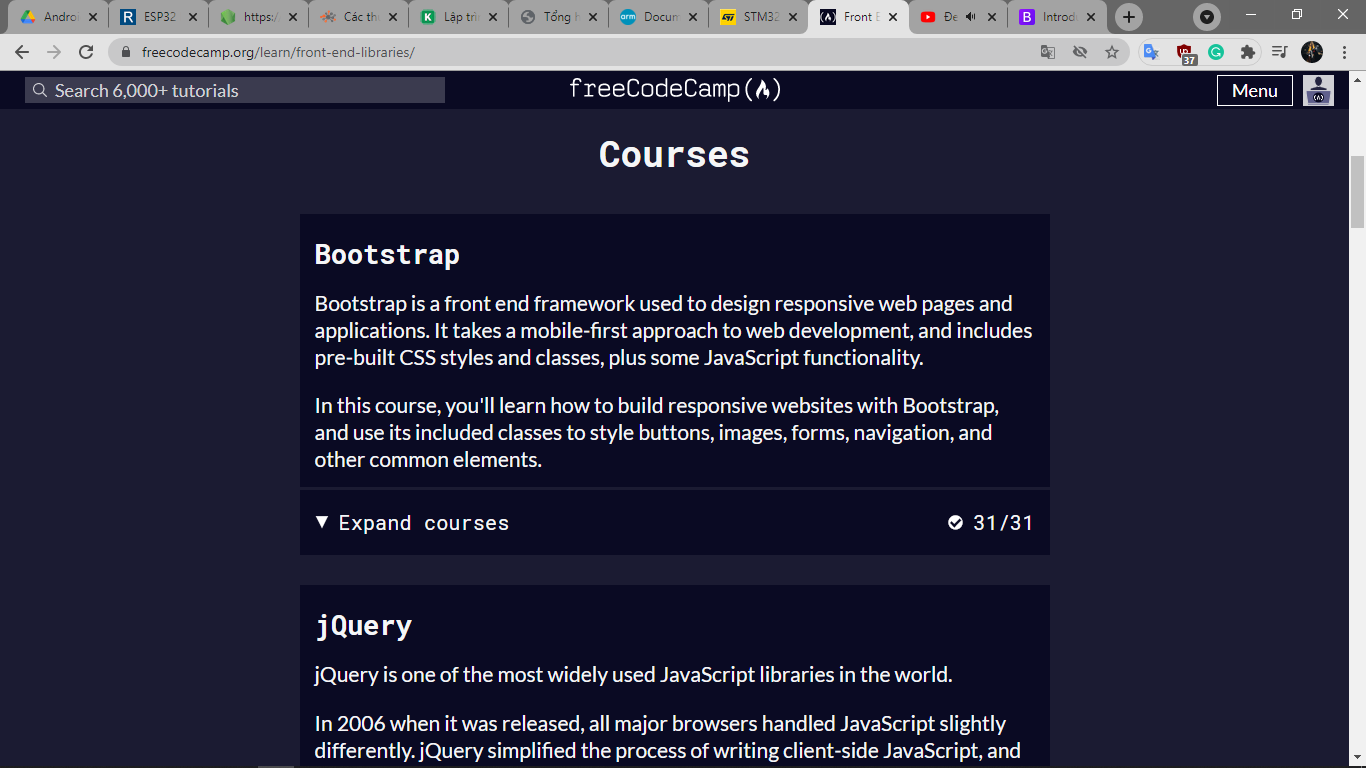 Androi
ESP32
https:/
Các th
Lập trì
Tổng h
Docum
STM32
Front E
Introd
freecodecamp.org/learn/front-end-libraries/
37
Search 6,000+ tutorials
freeCodeCamp
Menu
Courses
Bootstrap
Bootstrap is a front end framework used to design responsive web pages and
applications. It takes a mobile-first approach to web development, and includes
pre-built CSS styles and classes, plus some JavaScript functionality.
In this course, you'll learn how to build responsive websites with Bootstrap,
and use its included classes to style buttons, images, forms, navigation, and
other common elements.
Expand courses 31/31
jQuery
jQuery is one of the most widely used JavaScript libraries in the world.
In 2006 when it was released, all major browsers handled JavaScript slightly
differently. jQuery simplified the process of writing client-side JavaScript, and